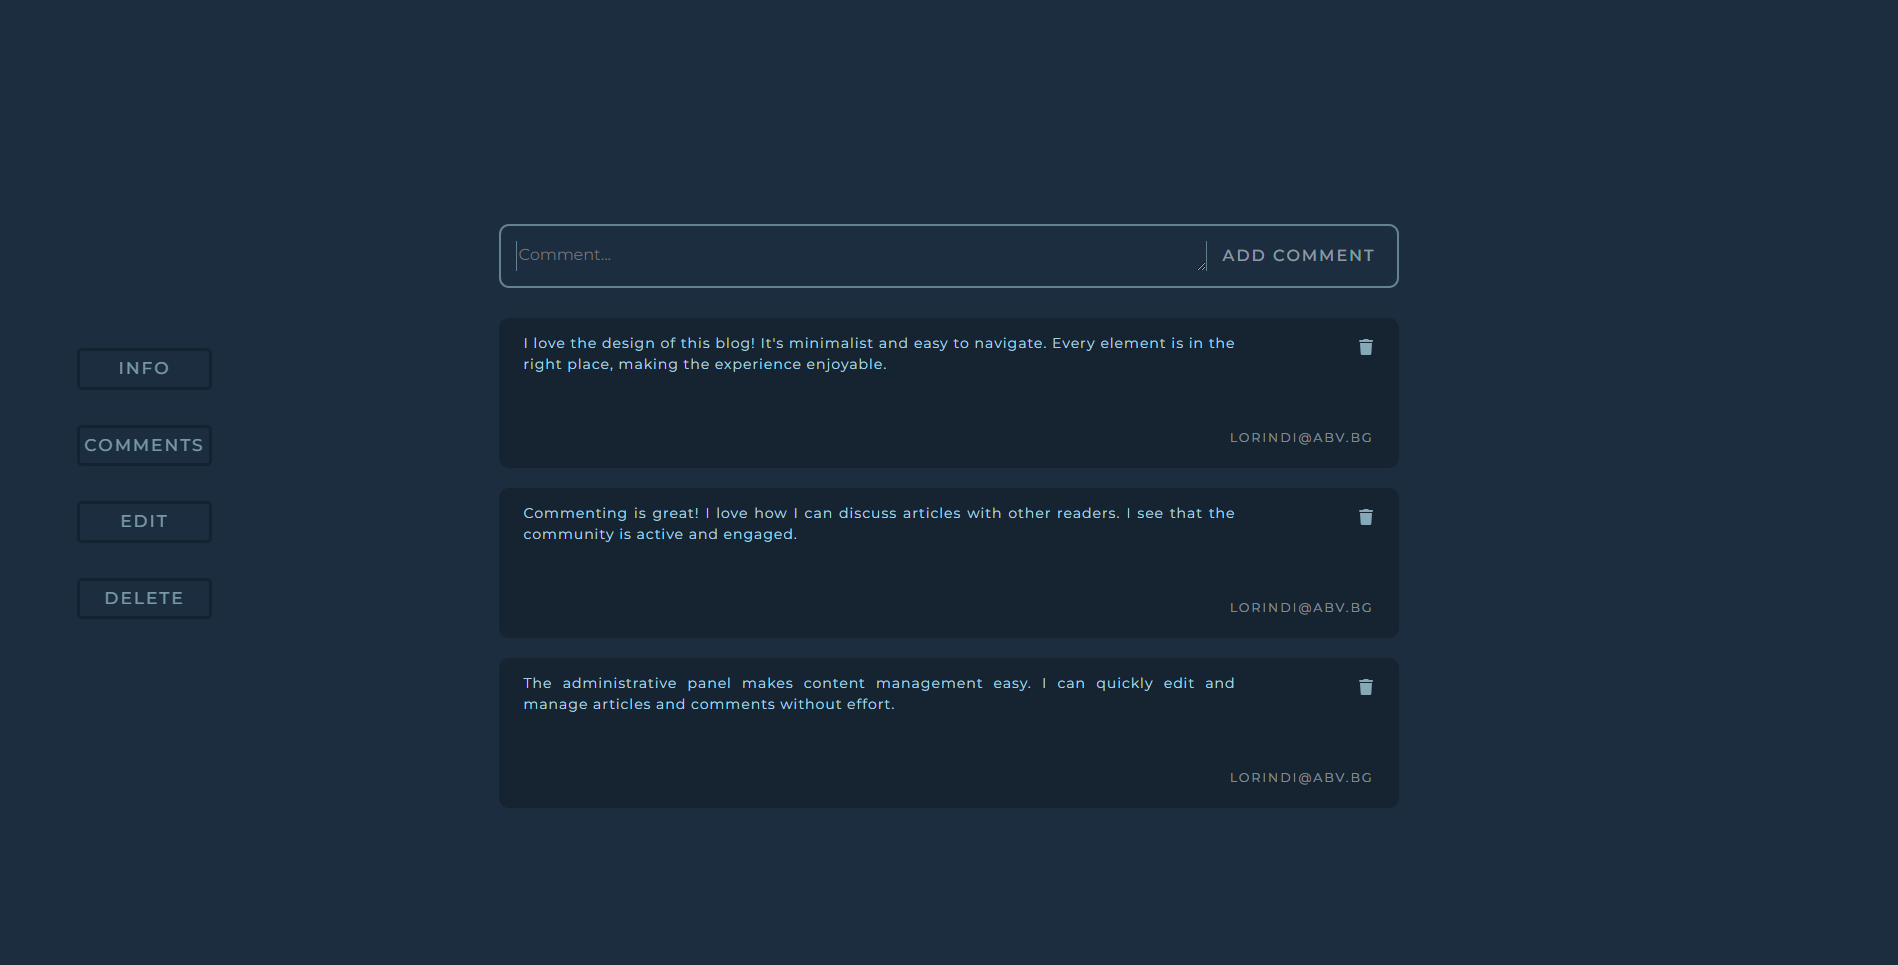 Comment...
ADD COMMENT
I love the design of this blog! It's minimalist and easy to navigate. Every element is in the
right place, making the experience enjoyable.
LORINDI@ABV.BG
INFO
COMMENTS
EDIT
DELETE
Commenting is great! I love how I can discuss articles with other readers. I see that the
community is active and engaged.
LORINDI@ABV.BG
The administrative panel makes content management easy. I can quickly edit and
manage articles and comments without effort.
LORINDI@ABV.BG